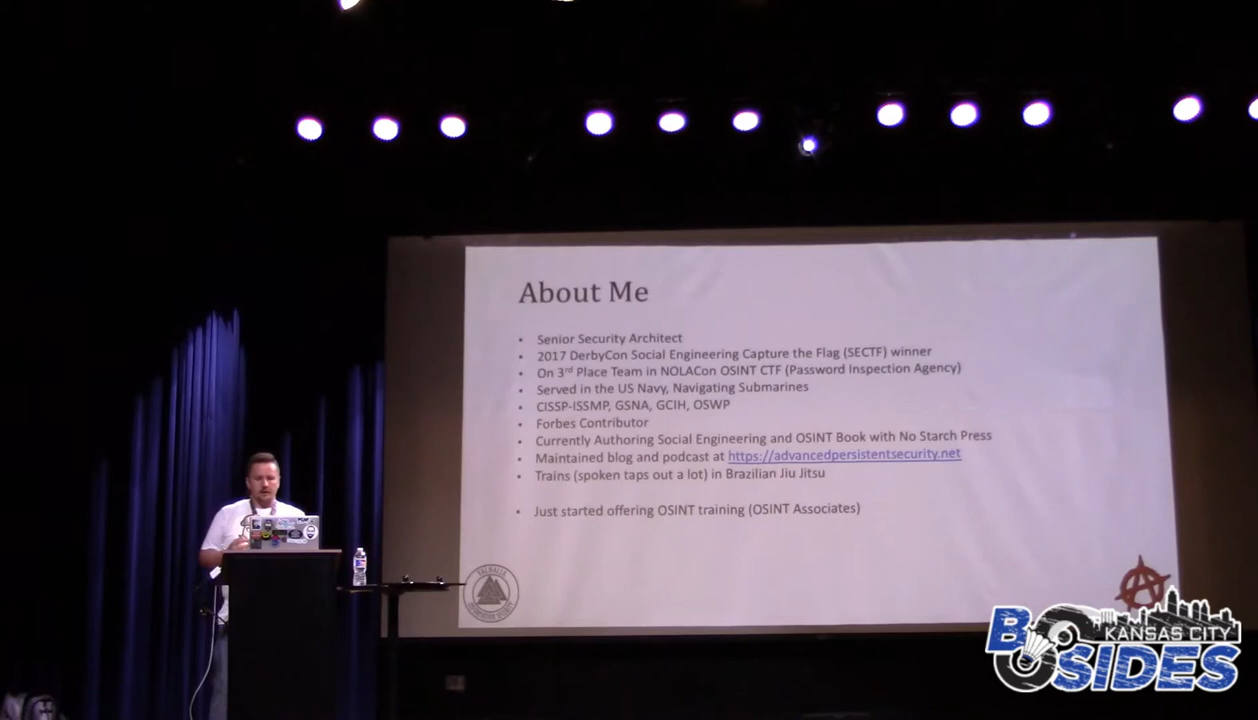 About Me
Senior Security Architect
2017 DerbyCon Social Engineering Capture the Flag (SECTF) winner
On 3rd Place Team in NOLACon OSINT CTF (Password Inspection Agency)
Served in the US Navy, Navigating Submarines
CISSP-ISSMP, GSNA, GCIH, OSWP
Forbes Contributor
Currently Authoring Social Engineering and OSINT Book with No Starch Press
Maintained blog and podcast at https://advancedpersistentsecurity.net
Trains (spoken taps out a lot) in Brazilian Jiu Jitsu
Just started offering OSINT training (OSINT Associates)
VALHALLA
KANSAS CITY
BSIDES